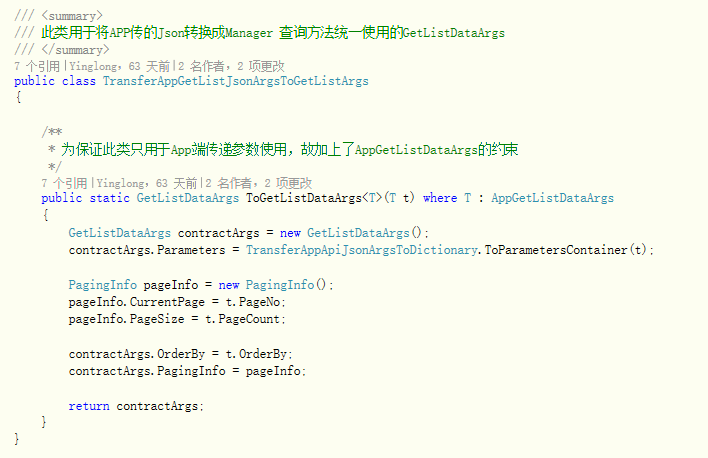 /// <summary>
/// 此类用于将APP传的Json转换成Manager 查询方法统一使用的GetListDataArgs
/// </summary>
7 个引用|Yinglong，63 天前|2 名作者，2 项更改
public class TransferAppGetListJsonArgsToGetListArgs
{
/**
* 为保证此类只用于App端传递参数使用，故加上了AppGetListDataArgs的约束
*/
7 个引用|Yinglong，63 天前|2 名作者，2 项更改
public static GetListDataArgs ToGetListDataArgs<T>(T t) where T : AppGetListDataArgs
{
GetListDataArgs contractArgs = new GetListDataArgs();
contractArgs.Parameters = TransferAppApiJsonArgsToDictionary.ToParametersContainer(t);
PagingInfo pageInfo = new PagingInfo();
pageInfo.CurrentPage = t.PageNo;
pageInfo.PageSize = t.PageCount;
contractArgs.OrderBy = t.OrderBy;
contractArgs.PagingInfo = pageInfo;
return contractArgs;
}
}